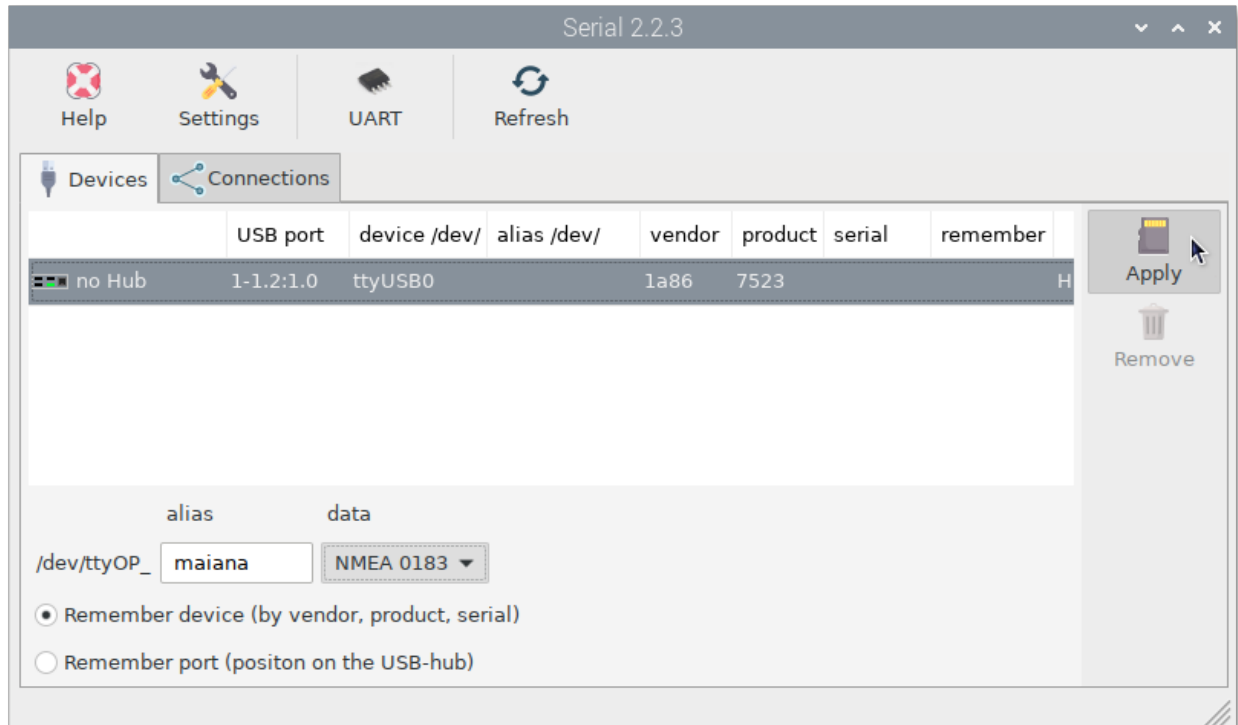 Serial 2.2.3
Help Settings UART Refresh
Devices Connections
USB port device /dev/ alias /dev/ vendor product serial remember
no Hub 1-1.2:1.0 ttyUSB0 1a86 7523 H
Apply
Remove
alias data
/dev/ttyOP_ maiana NMEA 0183
Remember device (by vendor, product, serial)
Remember port (positon on the USB-hub)